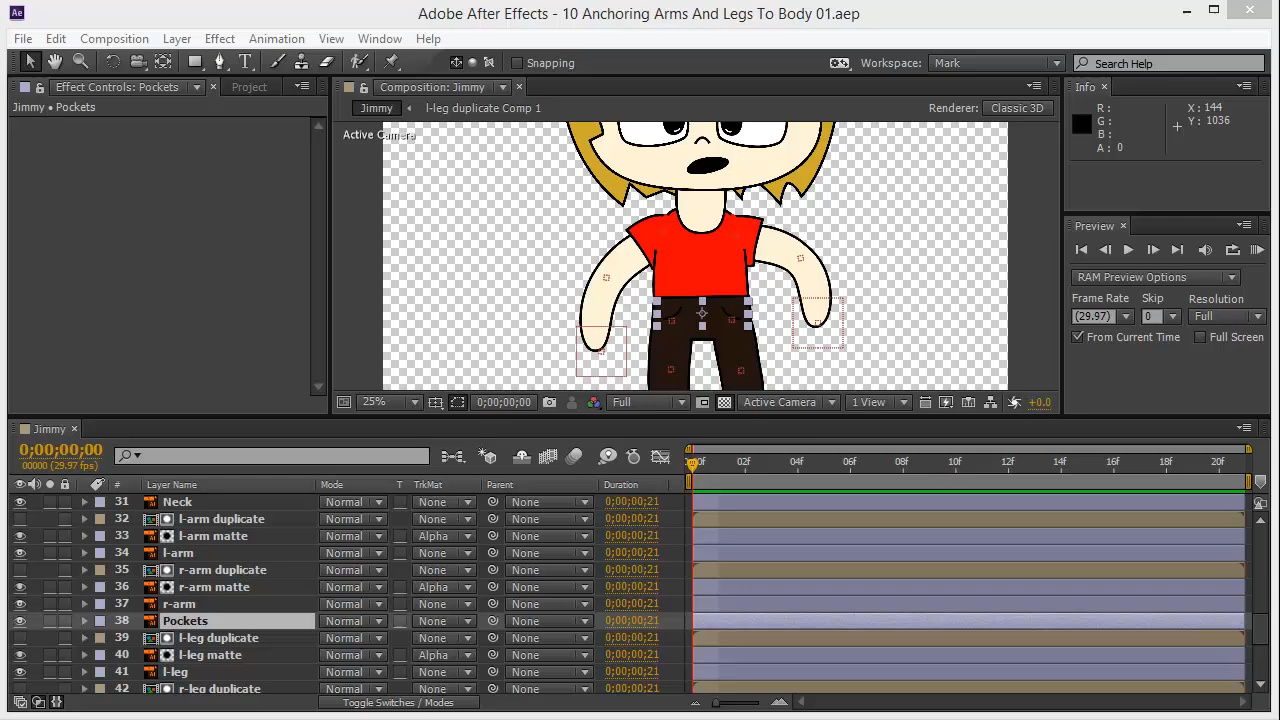 Ae Adobe After Effects - 10 Anchoring Arms And Legs To Body 01.aep
File Edit Composition Layer Effect Animation View Window Help
T Snapping Workspace: Mark Search Help
Effect Controls: Pockets Project Composition: Jimmy Info
Jimmy • Pockets Jimmy l-leg duplicate Comp 1 Renderer: Classic 3D
R: X: 144
G: Y: 1036
B:
A: 0
Active Camera
Preview
RAM Preview Options
Frame Rate Skip Resolution
(29.97) 0 Full
From Current Time Full Screen
25% 0;00;00;00 Full Active Camera 1 View +0.0
Jimmy
0;00;00;00
00000 (29.97 fps)
:00f 02f 04f 06f 08f 10f 12f 14f 16f 18f 20f
# Layer Name Mode T TrkMat Parent Duration
31 Neck Normal None None 0;00;00;21
32 l-arm duplicate Normal None None 0;00;00;21
33 l-arm matte Normal Alpha None 0;00;00;21
34 l-arm Normal None None 0;00;00;21
35 r-arm duplicate Normal None None 0;00;00;21
36 r-arm matte Normal Alpha None 0;00;00;21
37 r-arm Normal None None 0;00;00;21
38 Pockets Normal None None 0;00;00;21
39 l-leg duplicate Normal None None 0;00;00;21
40 l-leg matte Normal Alpha None 0;00;00;21
41 l-leg Normal None None 0;00;00;21
42 r-leg duplicate Normal None None 0;00;00;21
Toggle Switches / Modes